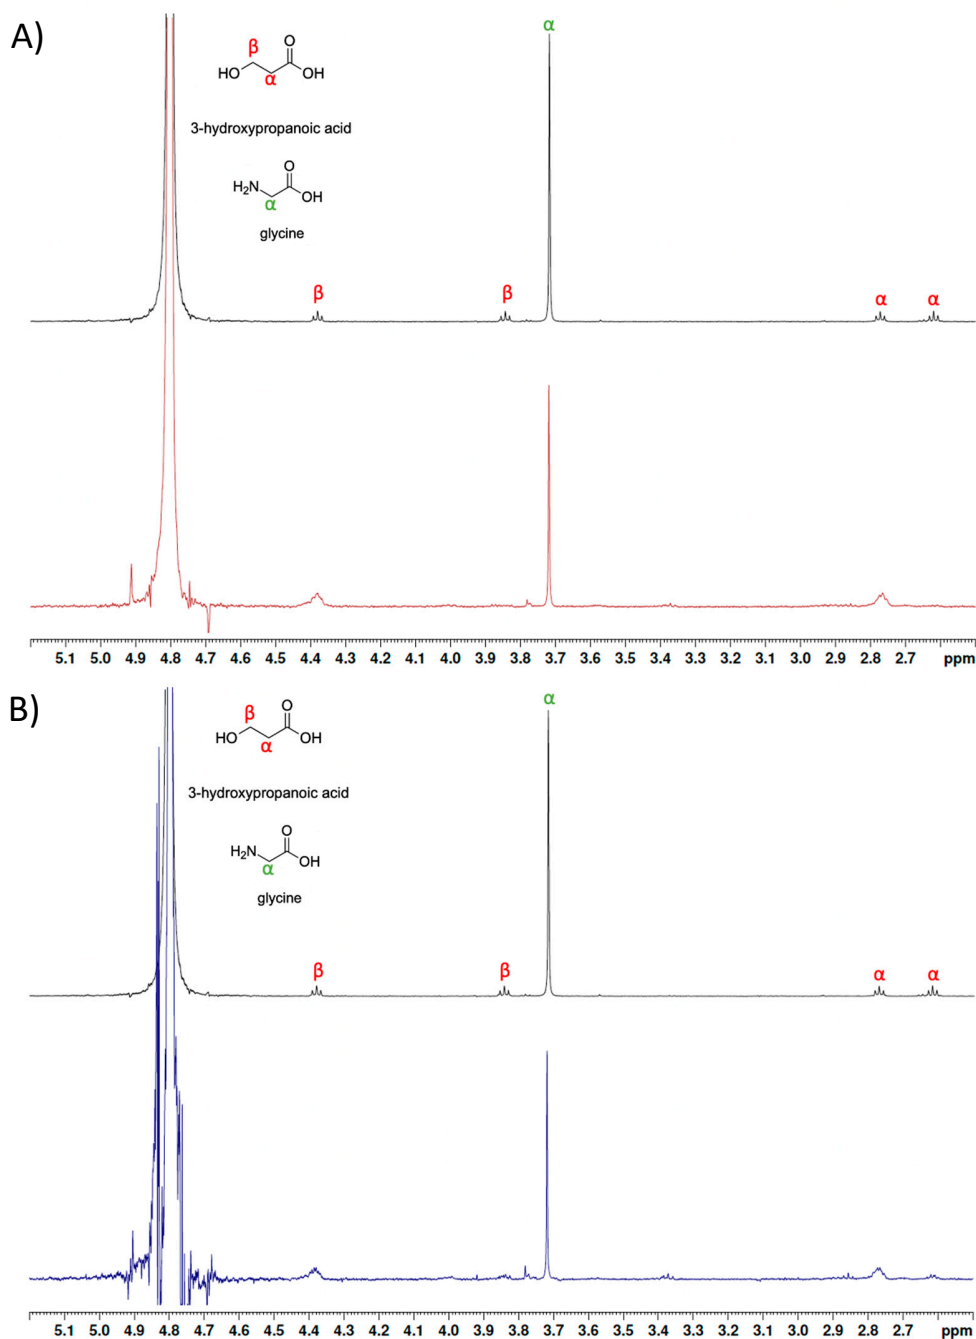 A)
α
β
O
HO
α
OH
3-hydroxypropanoic acid
O
H₂N
OH
α
glycine
β
β
α
α
5.1 5.0 4.9 4.8 4.7 4.6 4.5 4.4 4.3 4.2 4.1 4.0 3.9 3.8 3.7 3.6 3.5 3.4 3.3 3.2 3.1 3.0 2.9 2.8 2.7 ppm
B)
α
β
O
HO
OH
α
3-hydroxypropanoic acid
O
H₂N
OH
α
glycine
β
β
α
α
5.1 5.0 4.9 4.8 4.7 4.6 4.5 4.4 4.3 4.2 4.1 4.0 3.9 3.8 3.7 3.6 3.5 3.4 3.3 3.2 3.1 3.0 2.9 2.8 2.7 ppm